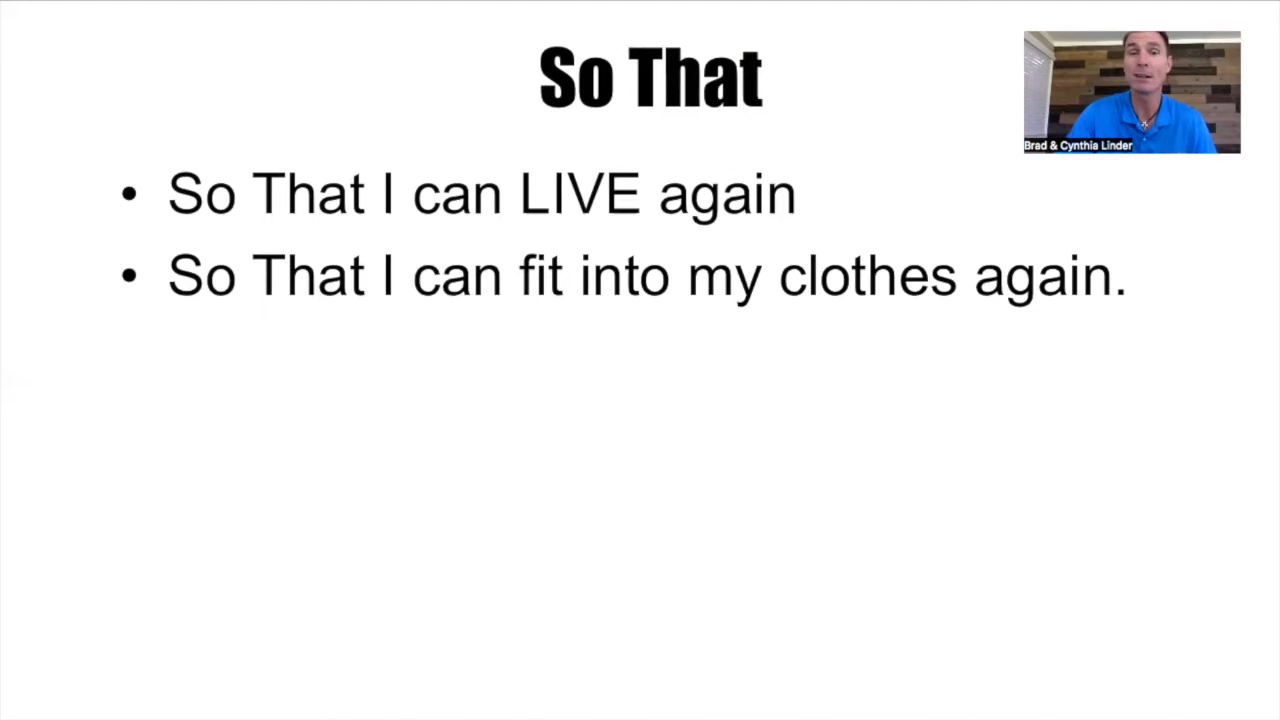 So That
Brad & Cynthia Linder
• So That I can LIVE again
• So That I can fit into my clothes again.